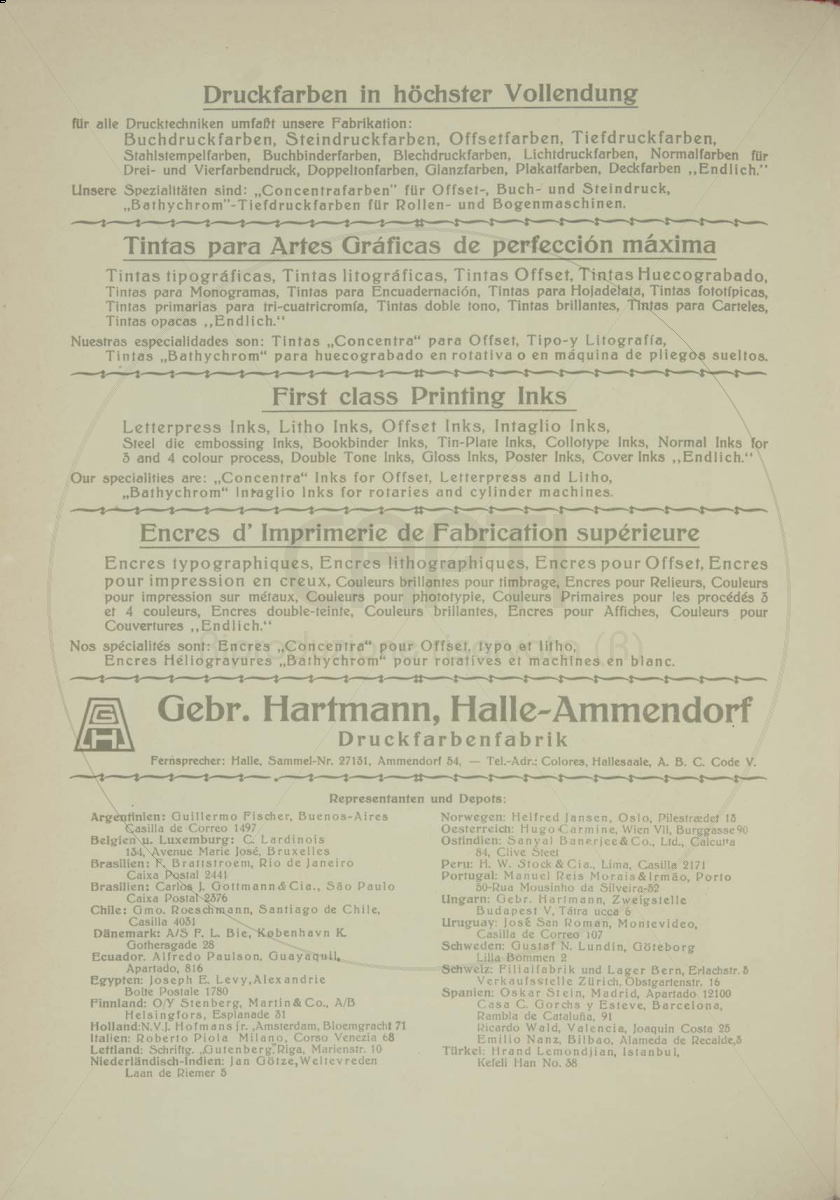 Druckfarben in höchster Vollendung
für alle Drucktechniken umfaßt unsere Fabrikation:
Buchdruckfarben, Steindruckfarben, Offsetfarben, Tiefdruckfarben,
Stahlstempelfarben, Buchbinderfarben, Blechdruckfarben, Lichtdruckfarben, Normalfarben für
Drei- und Vierfarbendruck, Doppeltonfarben, Glanzfarben, Plakatfarben, Deckfarben „Endlich."
Unsere Spezialitäten sind: „Concentrafarben" für Offset-, Buch- und Steindruck,
„Bathychrom"-Tiefdruckfarben für Rollen- und Bogenmaschinen.
Tintas para Artes Gráficas de perfección máxima
Tintas tipográficas, Tintas litográficas, Tintas Offset, Tintas Huecograbado,
Tintas para Monogramas, Tintas para Encuadernación, Tintas para Hojadelata, Tintas fototípicas,
Tintas primarias para tri-cuatricromía, Tintas doble tono, Tintas brillantes, Tintas para Carteles,
Tintas opacas „Endlich."
Nuestras especialidades son: Tintas „Concentra" para Offset, Tipo-y Litografía,
Tintas „Bathychrom" para huecograbado en rotativa o en máquina de pliegos sueltos.
First class Printing Inks
Letterpress Inks, Litho Inks, Offset Inks, Intaglio Inks,
Steel die embossing Inks, Bookbinder Inks, Tin-Plate Inks, Collotype Inks, Normal Inks for
3 and 4 colour process, Double Tone Inks, Gloss Inks, Poster Inks, Cover Inks „Endlich."
Our specialities are: „Concentra" Inks for Offset, Letterpress and Litho,
„Bathychrom" Intaglio Inks for rotaries and cylinder machines.
Encres d' Imprimerie de Fabrication supérieure
Encres typographiques, Encres lithographiques, Encres pour Offset, Encres
pour impression en creux, Couleurs brillantes pour timbrage, Encres pour Relieurs, Couleurs
pour impression sur métaux, Couleurs pour phototypie, Couleurs Primaires pour les procédés 3
et 4 couleurs, Encres double-teinte, Couleurs brillantes, Encres pour Affiches, Couleurs pour
Couvertures „Endlich."
Nos spécialités sont: Encres „Concentra" pour Offset, typo et litho,
Encres Héliogravures „Bathychrom" pour rotatives et machines en blanc.
GH
Gebr. Hartmann, Halle-Ammendorf
Druckfarbenfabrik
Fernsprecher: Halle, Sammel-Nr. 27131, Ammendorf 54, — Tel.-Adr.: Colores, Hallesaale, A. B. C. Code V.
Representanten und Depots:
Argentinien: Guillermo Fischer, Buenos-Aires
Casilla de Correo 1497
Belgien u. Luxemburg: C. Lardinois
134, Avenue Marie José, Bruxelles
Brasilien: F. Brattstroem, Rio de Janeiro
Caixa Postal 2441
Brasilien: Carlos J. Gottmann & Cia., São Paulo
Caixa Postal 2376
Chile: Gmo. Roeschmann, Santiago de Chile,
Casilla 4031
Dänemark: A/S F. L. Bie, København K.
Gothersgade 28
Ecuador. Alfredo Paulson, Guayaquil,
Apartado, 816
Egypten: Joseph E. Levy, Alexandrie
Boîte Postale 1780
Finnland: O/Y Stenberg, Martin & Co., A/B
Helsingfors, Esplanade 31
Holland: N.V.J. Hofmans jr., Amsterdam, Bloemgracht 71
Italien: Roberto Piola Milano, Corso Venezia 68
Lettland: Schriftg. „Gutenberg", Riga, Marienstr. 10
Niederländisch-Indien: Jan Götze, Weltevreden
Laan de Riemer 3
Norwegen: Helfred Jansen, Oslo, Pilestrædet 13
Oesterreich: Hugo Carmine, Wien VII, Burggasse 90
Ostindien: Sanyal Banerjee & Co., Ltd., Calcutta
84, Clive Steet
Peru: H. W. Stock & Cia., Lima, Casilla 2171
Portugal: Manuel Reis Morais & Irmão, Porto
30-Rua Mousinho da Silveira-32
Ungarn: Gebr. Hartmann, Zweigstelle
Budapest V, Tátra ucca 6
Uruguay: José San Roman, Montevideo,
Casilla de Correo 107
Schweden: Gustaf N. Lundin, Göteborg
Lilla Bommen 2
Schweiz: Filialfabrik und Lager Bern, Erlachstr. 3
Verkaufsstelle Zürich, Obstgartenstr. 16
Spanien: Oskar Stein, Madrid, Apartado 12100
Casa C. Gorchs y Esteve, Barcelona,
Rambla de Cataluña, 91
Ricardo Wald, Valencia, Joaquin Costa 25
Emilio Nanz, Bilbao, Alameda de Recalde, 3
Türkei: Hrand Lemondjian, Istanbul,
Kefeli Han No. 38